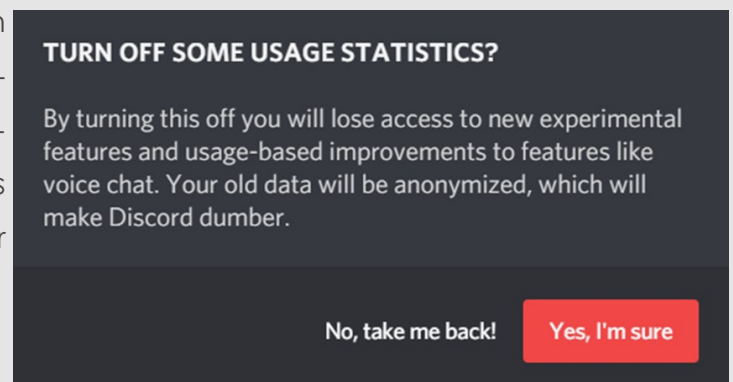 n
-
-
s
r
TURN OFF SOME USAGE STATISTICS?
By turning this off you will lose access to new experimental
features and usage-based improvements to features like
voice chat. Your old data will be anonymized, which will
make Discord dumber.
No, take me back! Yes, I'm sure